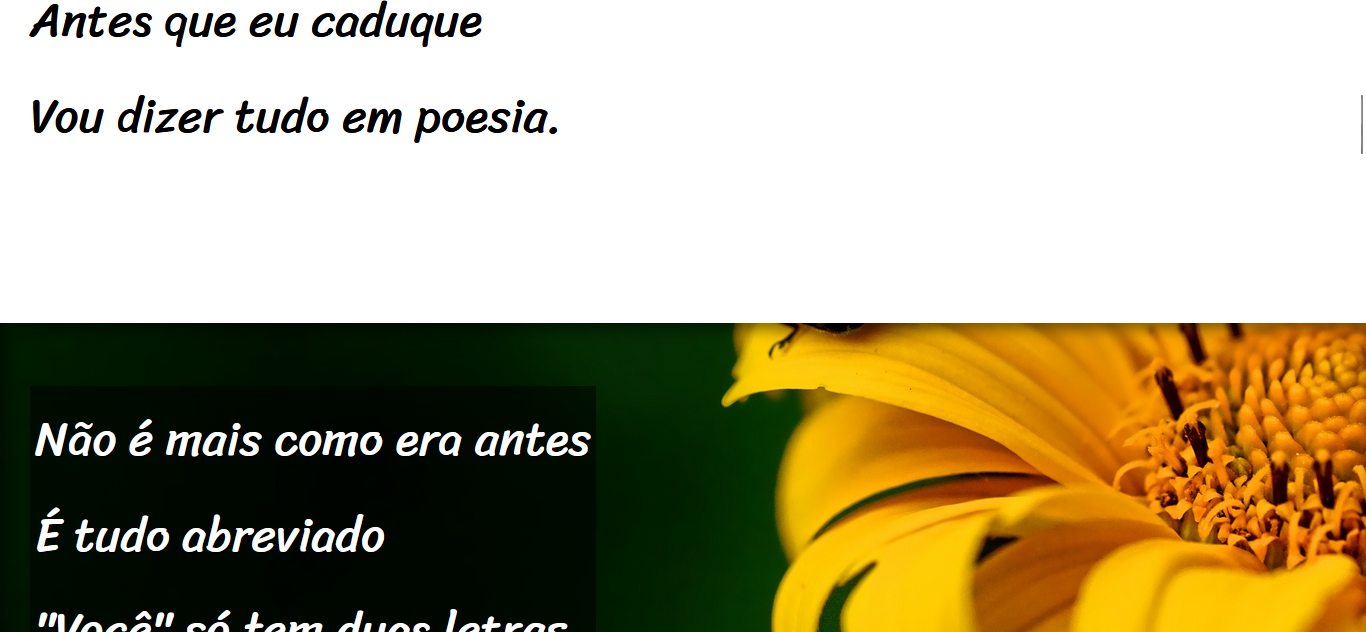 Antes que eu caduque
Vou dizer tudo em poesia.
Não é mais como era antes
É tudo abreviado
"Você" só tem duas letras